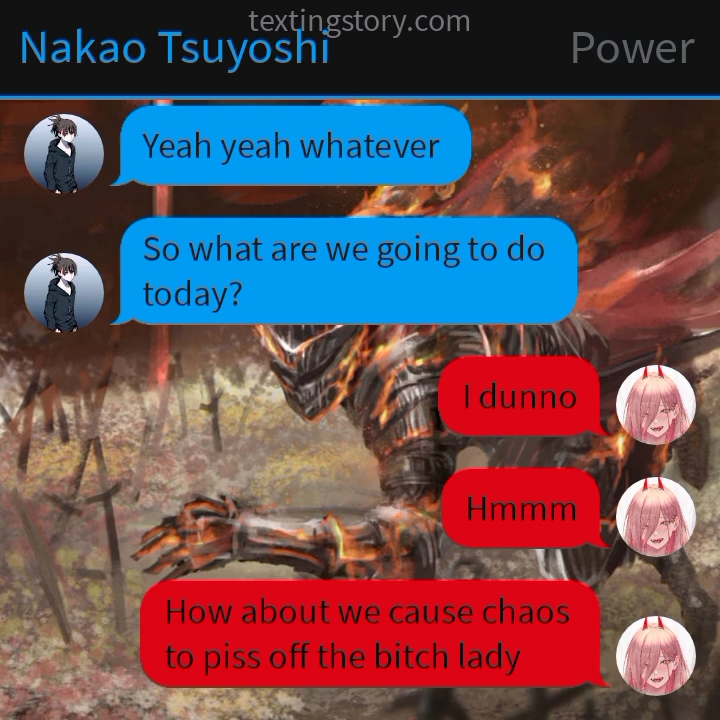 textingstory.com
Nakao Tsuyoshi
Power
Yeah yeah whatever
So what are we going to do
today?
I dunno
Hmmm
How about we cause chaos
to piss off the bitch lady